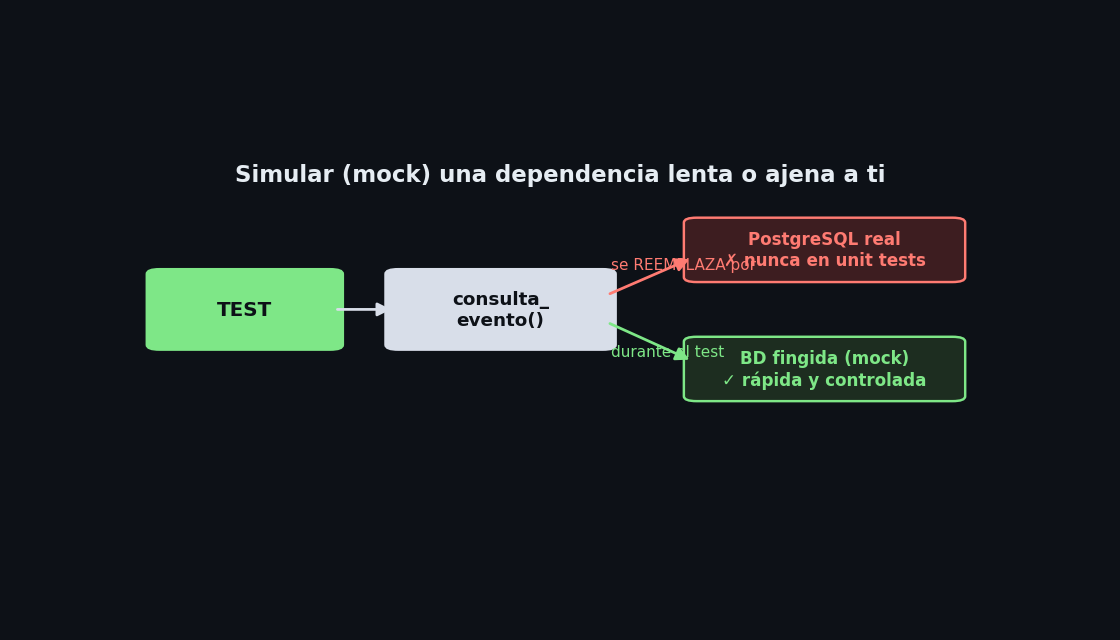 Simular (mock) una dependencia lenta o ajena a ti
TEST
consulta_
evento()
se REEMPLAZA por
PostgreSQL real
✗ nunca en unit tests
durante el test
BD fingida (mock)
✓ rápida y controlada